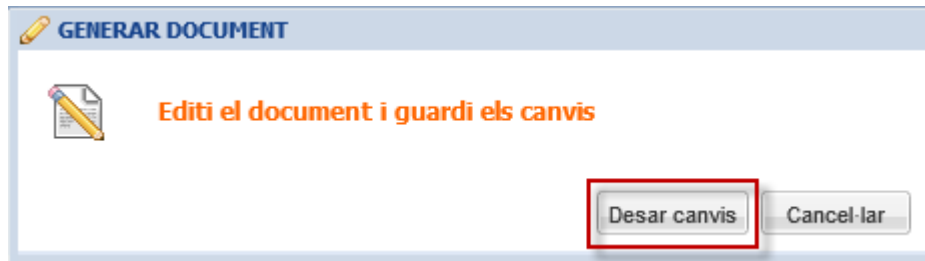 GENERAR DOCUMENT
Editi el document i guardi els canvis
Desar canvis Cancel·lar